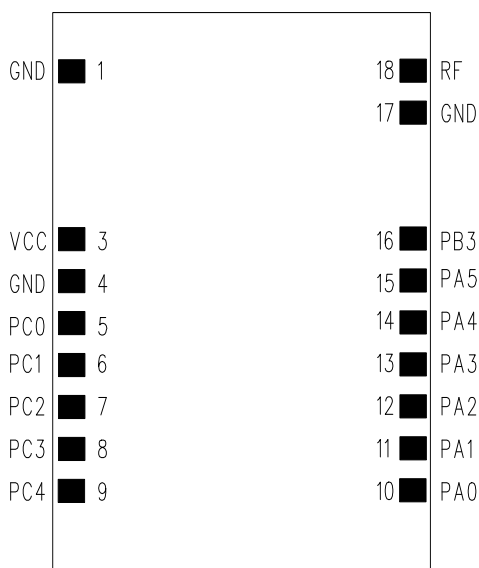 GND 1 18 RF
17 GND
VCC 3 16 PB3
GND 4 15 PA5
PC0 5 14 PA4
PC1 6 13 PA3
PC2 7 12 PA2
PC3 8 11 PA1
PC4 9 10 PA0